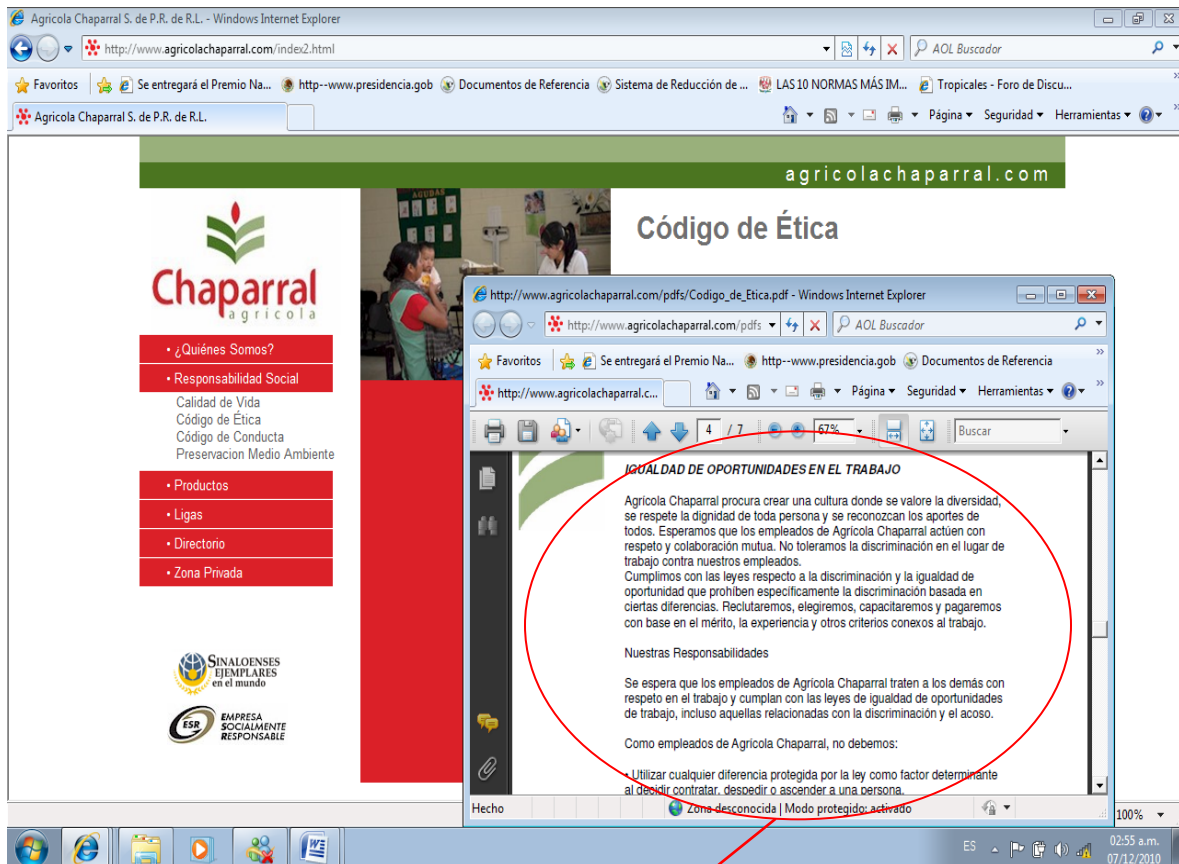 Agricola Chaparral S. de P.R. de R.L. - Windows Internet Explorer
http://www.agricolachaparral.com/index2.html
AOL Buscador
Favoritos
Se entregará el Premio Na...
http--www.presidencia.gob
Documentos de Referencia
Sistema de Reducción de ...
LAS 10 NORMAS MÁS IM...
Tropicales - Foro de Discu...
Agricola Chaparral S. de P.R. de R.L.
Página
Seguridad
Herramientas
agricolachaparral.com
AGUDAS
Código de Ética
Chaparral
agrícola
• ¿Quiénes Somos?
• Responsabilidad Social
Calidad de Vida
Código de Ética
Código de Conducta
Preservacion Medio Ambiente
• Productos
• Ligas
• Directorio
• Zona Privada
SINALOENSES
EJEMPLARES
en el mundo
ESR
EMPRESA
SOCIALMENTE
RESPONSABLE
http://www.agricolachaparral.com/pdfs/Codigo_de_Etica.pdf - Windows Internet Explorer
http://www.agricolachaparral.com/pdfs
AOL Buscador
Favoritos
Se entregará el Premio Na...
http--www.presidencia.gob
Documentos de Referencia
http://www.agricolachaparral.c...
Página
Seguridad
Herramientas
4 / 7
67%
Buscar
IGUALDAD DE OPORTUNIDADES EN EL TRABAJO
Agrícola Chaparral procura crear una cultura donde se valore la diversidad,
se respete la dignidad de toda persona y se reconozcan los aportes de
todos. Esperamos que los empleados de Agrícola Chaparral actúen con
respeto y colaboración mutua. No toleramos la discriminación en el lugar de
trabajo contra nuestros empleados.
Cumplimos con las leyes respecto a la discriminación y la igualdad de
oportunidad que prohíben específicamente la discriminación basada en
ciertas diferencias. Reclutaremos, elegiremos, capacitaremos y pagaremos
con base en el mérito, la experiencia y otros criterios conexos al trabajo.
Nuestras Responsabilidades
Se espera que los empleados de Agrícola Chaparral traten a los demás con
respeto en el trabajo y cumplan con las leyes de igualdad de oportunidades
de trabajo, incluso aquellas relacionadas con la discriminación y el acoso.
Como empleados de Agrícola Chaparral, no debemos:
• Utilizar cualquier diferencia protegida por la ley como factor determinante
al decidir contratar, despedir o ascender a una persona.
Hecho
Zona desconocida | Modo protegido: activado
100%
ES
02:55 a.m.
07/12/2010